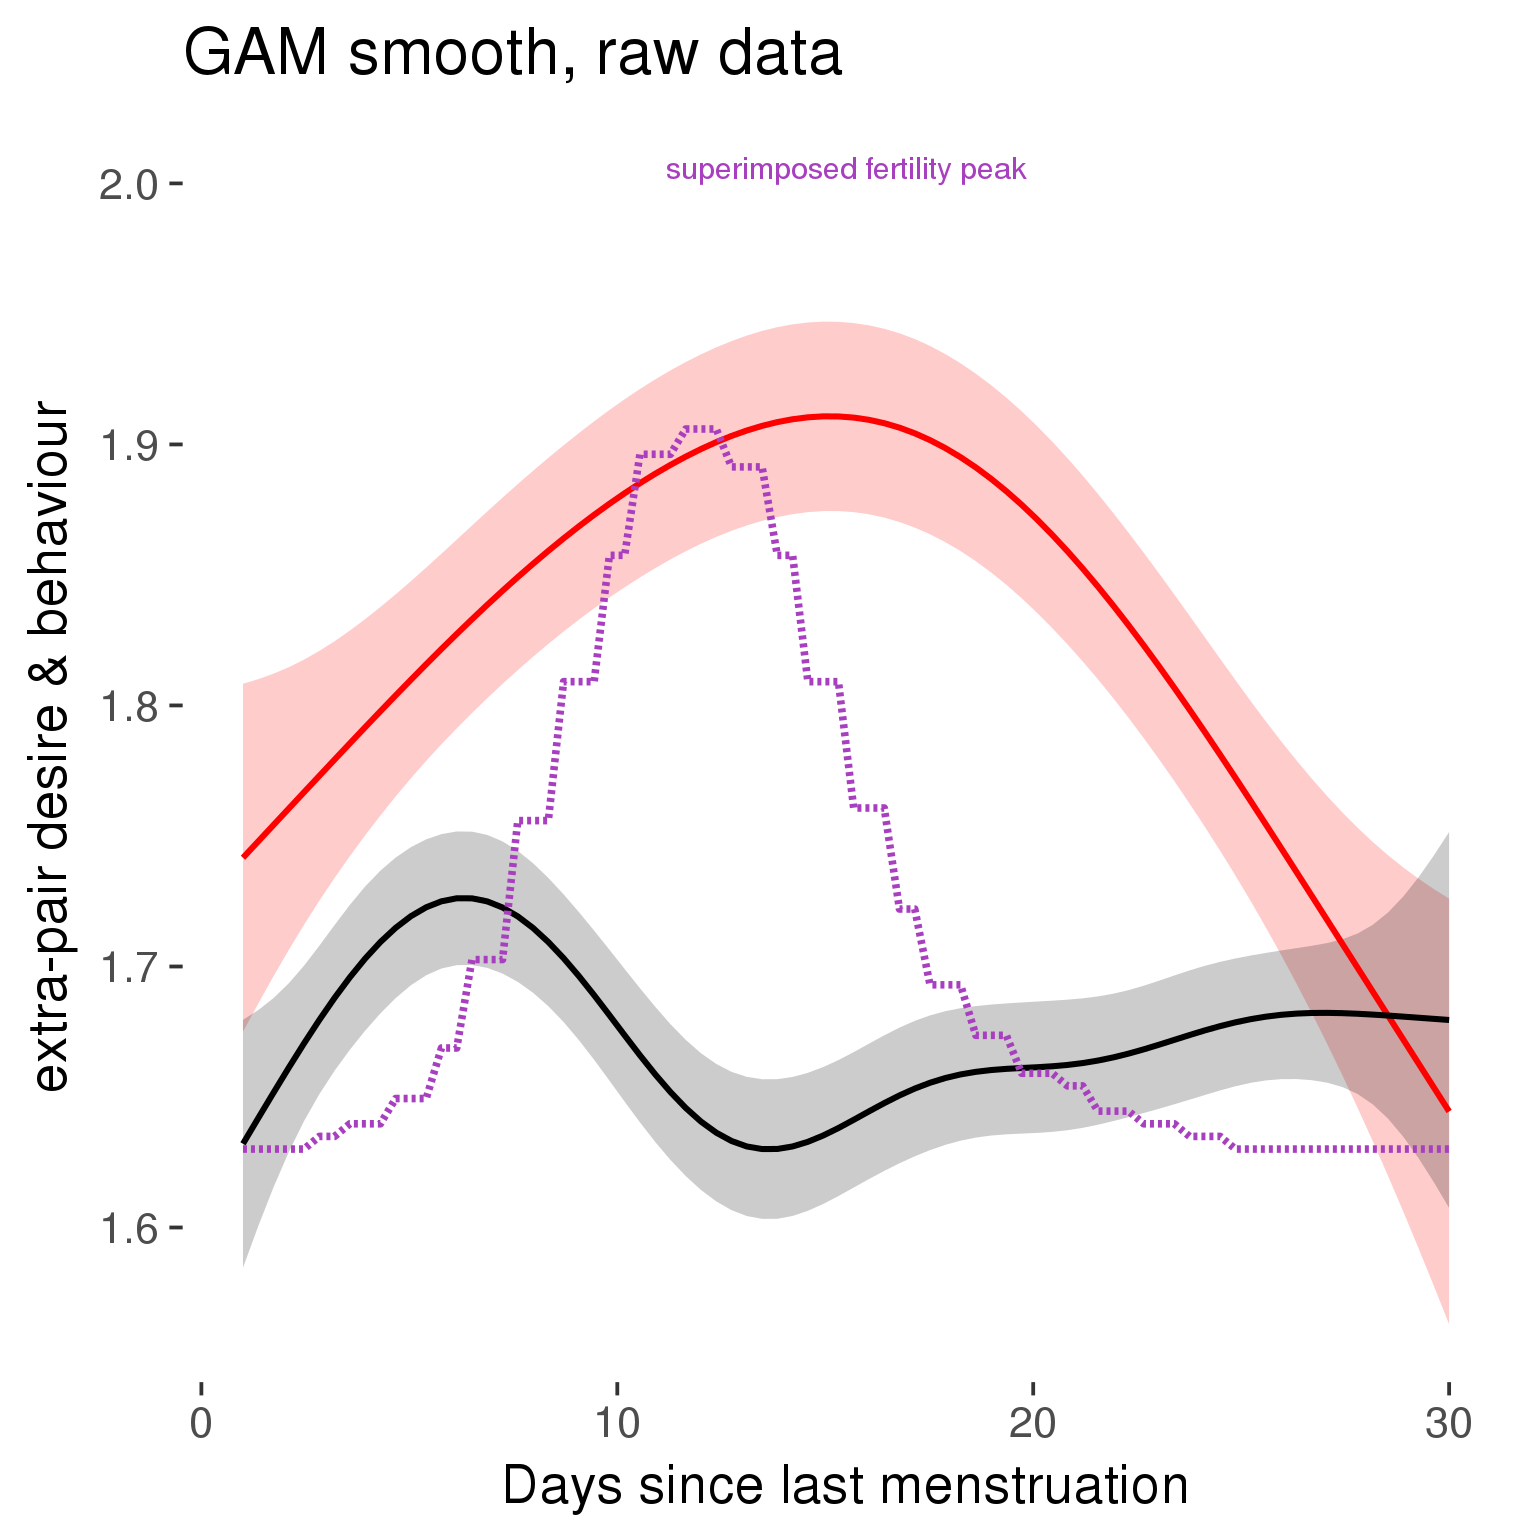 GAM smooth, raw data
superimposed fertility peak
2.0
1.9
1.8
1.7
1.6
extra-pair desire & behaviour
0 10 20 30
Days since last menstruation